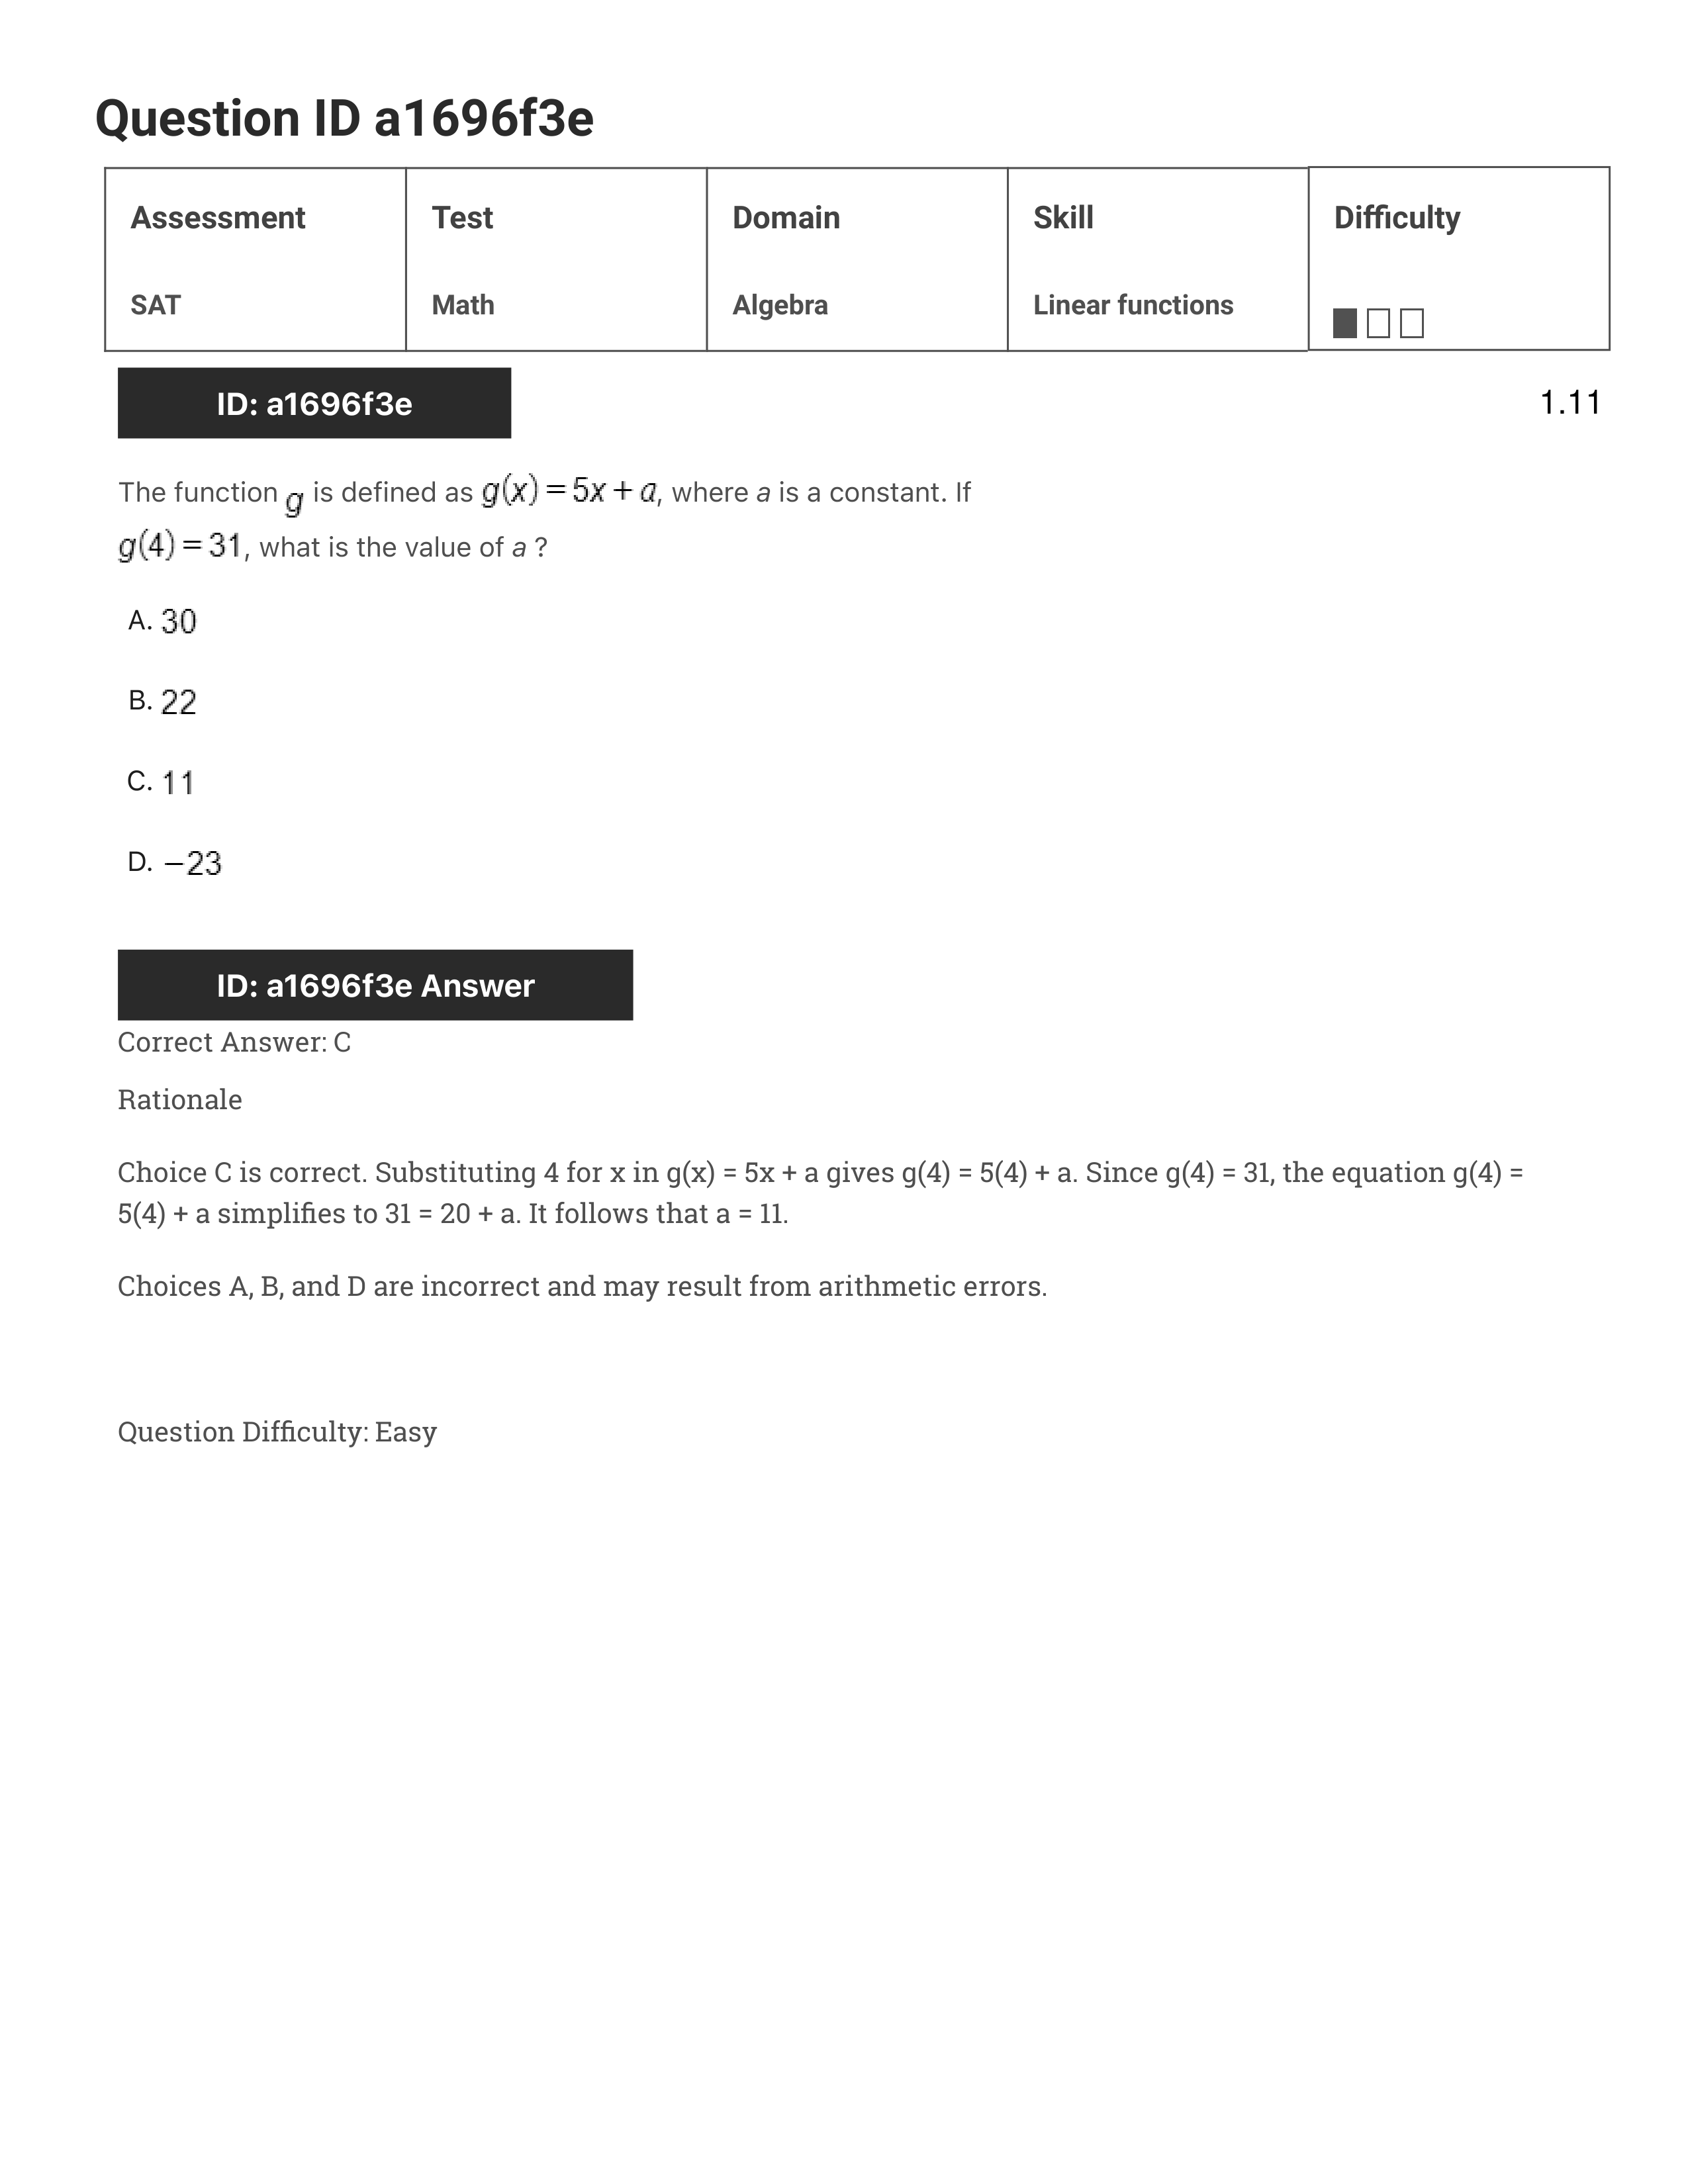 Question ID a1696f3e
Assessment Test Domain Skill Difficulty
SAT Math Algebra Linear functions
ID: a1696f3e 1.11
The function g is defined as g(x) = 5x + a, where a is a constant. If
g(4) = 31, what is the value of a ?
A. 30
B. 22
C. 11
D. −23
ID: a1696f3e Answer
Correct Answer: C
Rationale
Choice C is correct. Substituting 4 for x in g(x) = 5x + a gives g(4) = 5(4) + a. Since g(4) = 31, the equation g(4) =
5(4) + a simplifies to 31 = 20 + a. It follows that a = 11.
Choices A, B, and D are incorrect and may result from arithmetic errors.
Question Difficulty: Easy